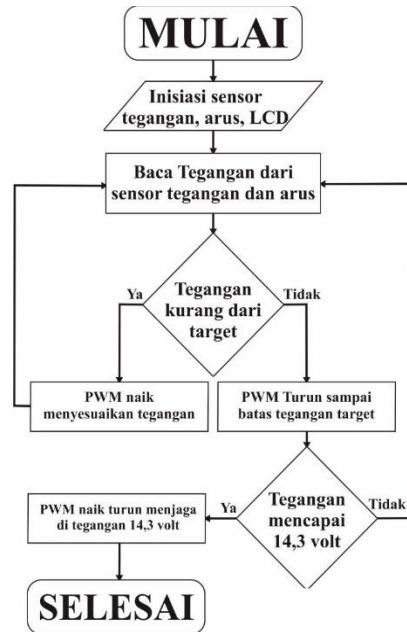 MULAI
Inisiasi sensor
tegangan, arus, LCD
Baca Tegangan dari
sensor tegangan dan arus
Ya
Tegangan
kurang dari
target
Tidak
PWM naik
menyesuaikan tegangan
PWM Turun sampai
batas tegangan target
PWM naik turun menjaga
di tegangan 14,3 volt
Ya
Tegangan
mencapai
14,3 volt
Tidak
SELESAI